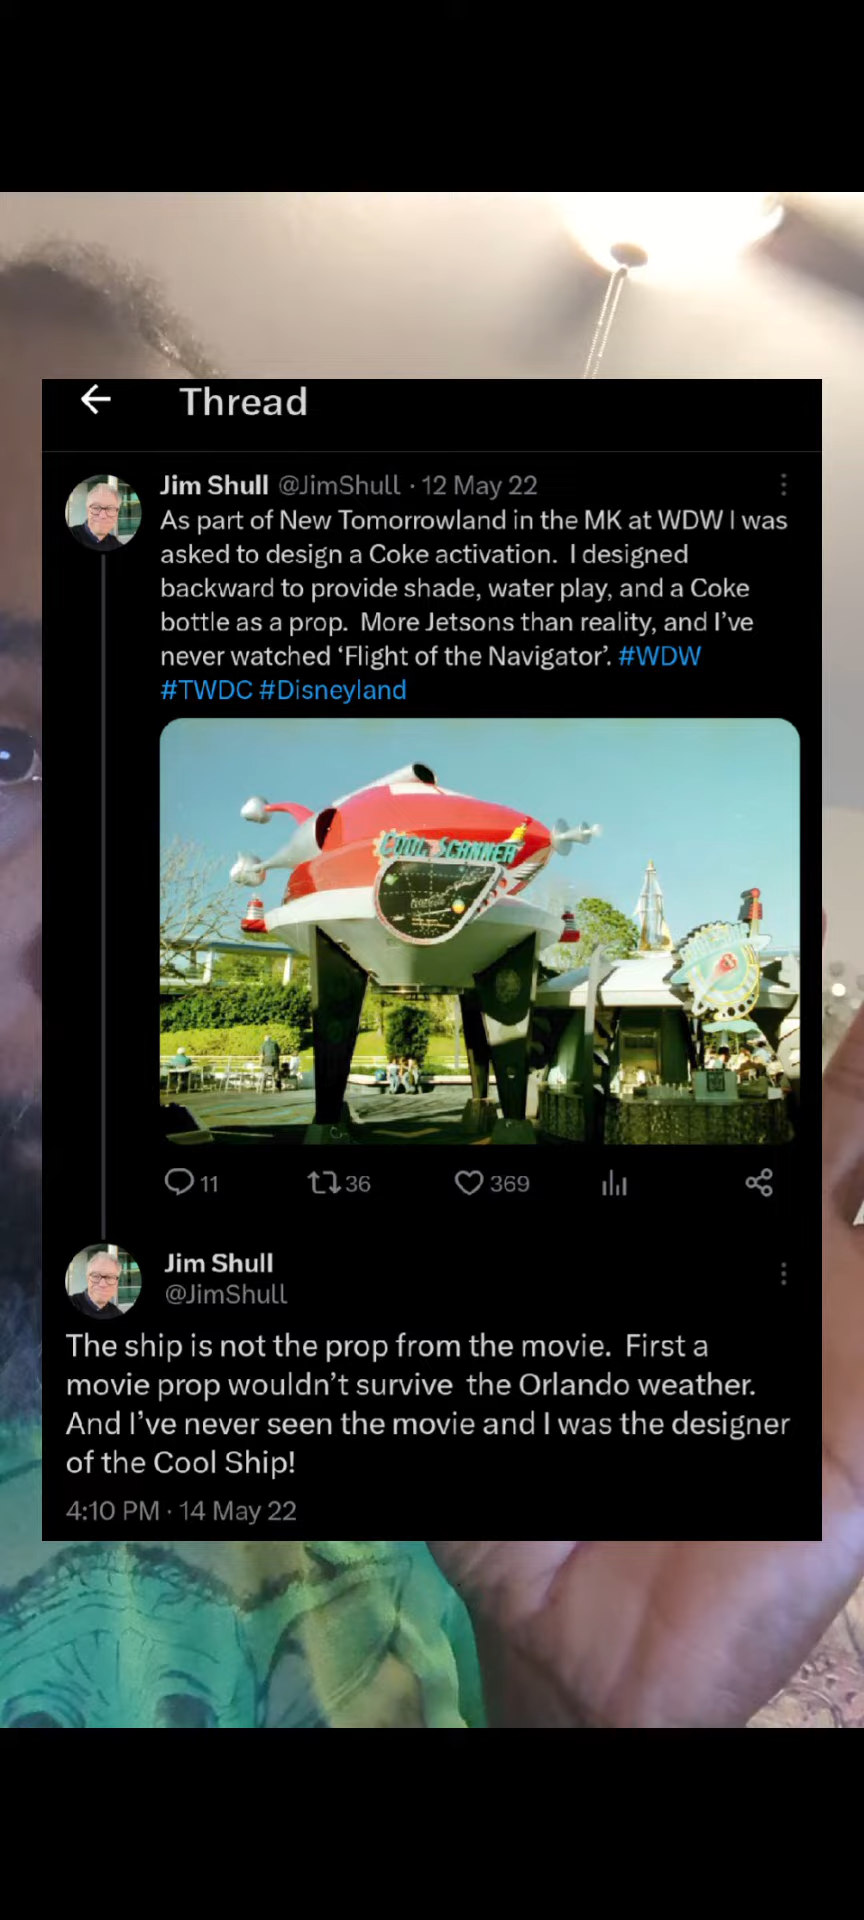 Thread
Jim Shull @JimShull · 12 May 22
As part of New Tomorrowland in the MK at WDW I was
asked to design a Coke activation.  I designed
backward to provide shade, water play, and a Coke
bottle as a prop.  More Jetsons than reality, and I’ve
never watched ‘Flight of the Navigator’. #WDW
#TWDC #Disneyland
COOL SCANNER
11 36 369
Jim Shull
@JimShull
The ship is not the prop from the movie.  First a
movie prop wouldn’t survive  the Orlando weather.
And I’ve never seen the movie and I was the designer
of the Cool Ship!
4:10 PM · 14 May 22